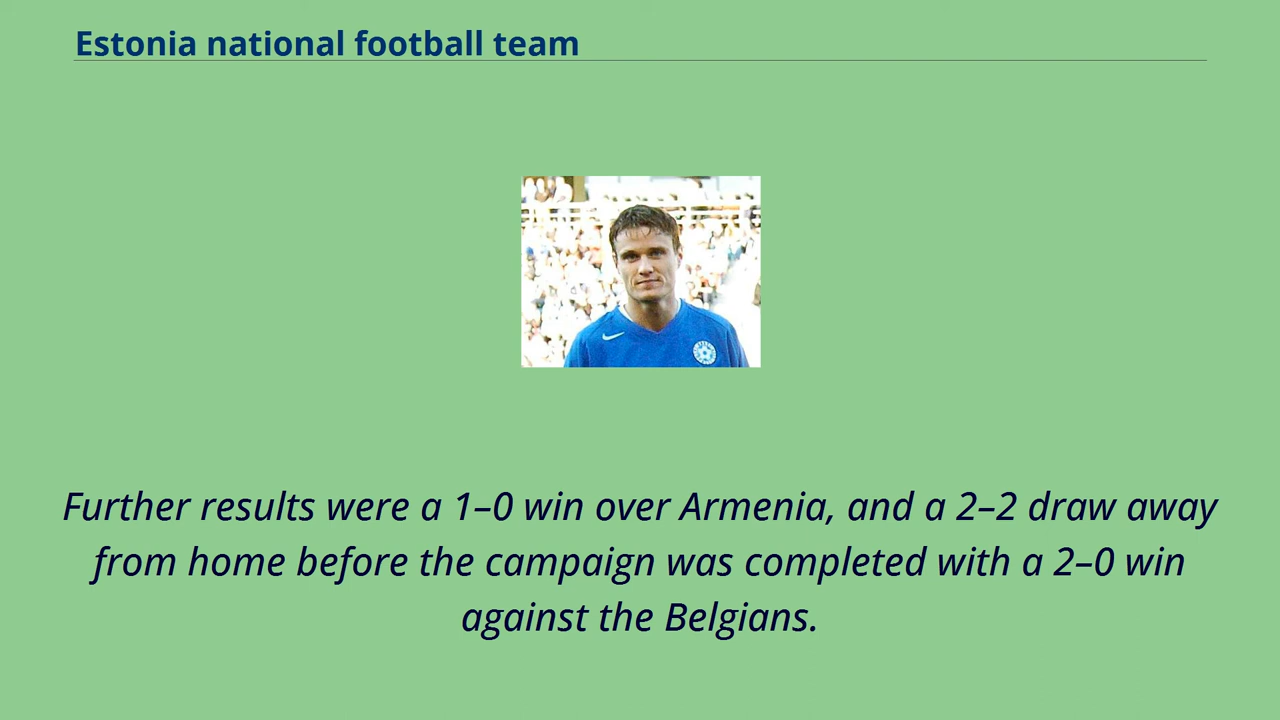 Estonia national football team
Further results were a 1–0 win over Armenia, and a 2–2 draw away
from home before the campaign was completed with a 2–0 win
against the Belgians.